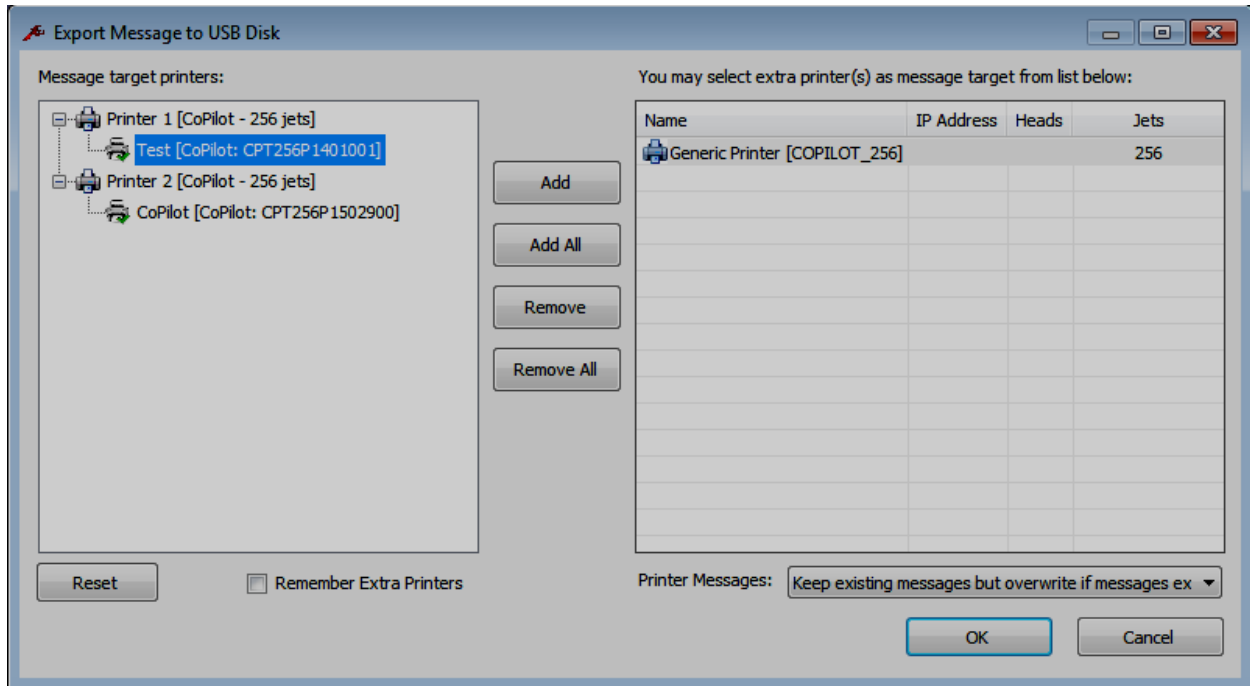 Export Message to USB Disk
Message target printers:
Printer 1 [CoPilot - 256 jets]
Test [CoPilot: CPT256P1401001]
Printer 2 [CoPilot - 256 jets]
CoPilot [CoPilot: CPT256P1502900]
Add
Add All
Remove
Remove All
You may select extra printer(s) as message target from list below:
Name IP Address Heads Jets
Generic Printer [COPILOT_256] 256
Reset
Remember Extra Printers
Printer Messages: Keep existing messages but overwrite if messages ex
OK Cancel